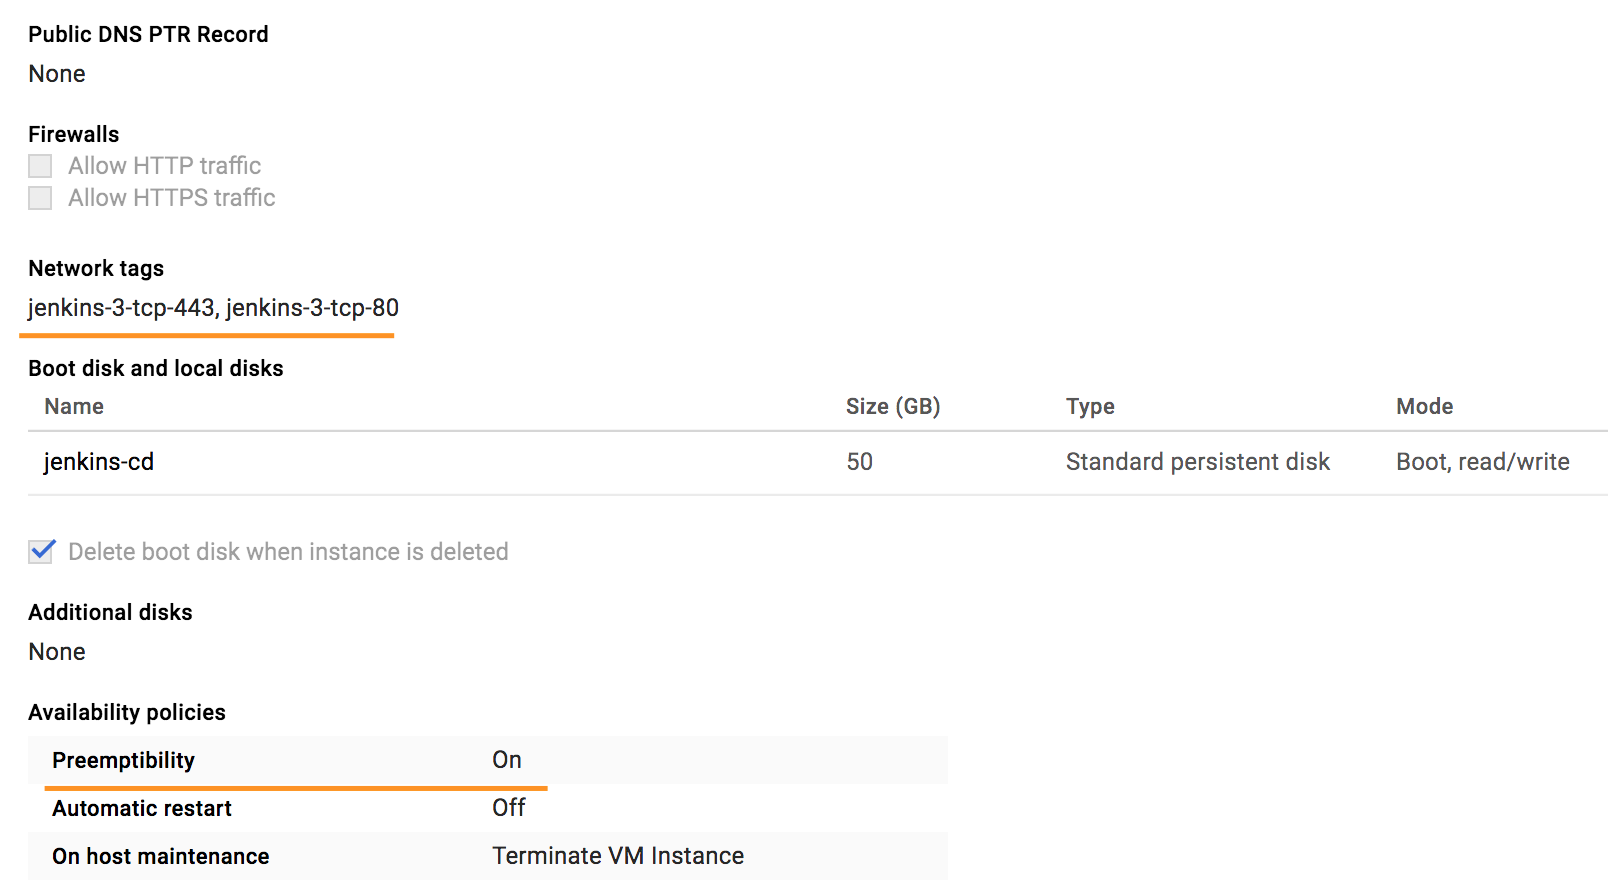 Public DNS PTR Record
None
Firewalls
Allow HTTP traffic
Allow HTTPS traffic
Network tags
jenkins-3-tcp-443, jenkins-3-tcp-80
Boot disk and local disks
Name Size (GB) Type Mode
jenkins-cd 50 Standard persistent disk Boot, read/write
Delete boot disk when instance is deleted
Additional disks
None
Availability policies
Preemptibility On
Automatic restart Off
On host maintenance Terminate VM Instance